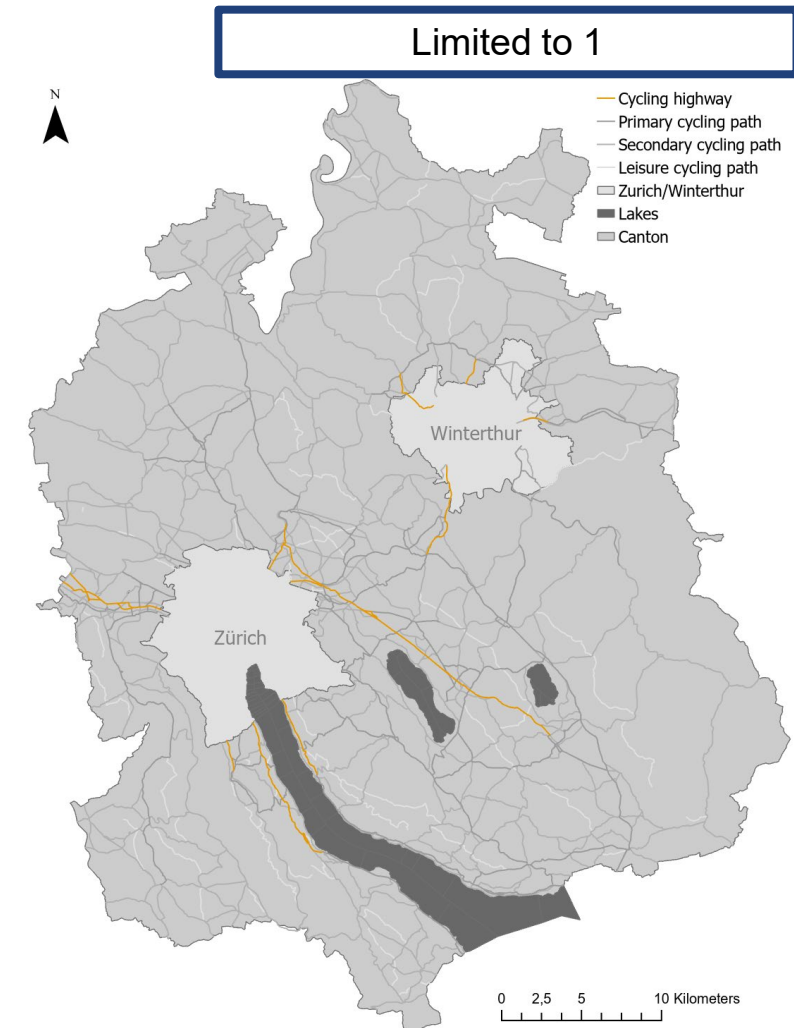 Limited to 1
N
Cycling highway
Primary cycling path
Secondary cycling path
Leisure cycling path
Zurich/Winterthur
Lakes
Canton
Winterthur
Zürich
0 2,5 5 10 Kilometers